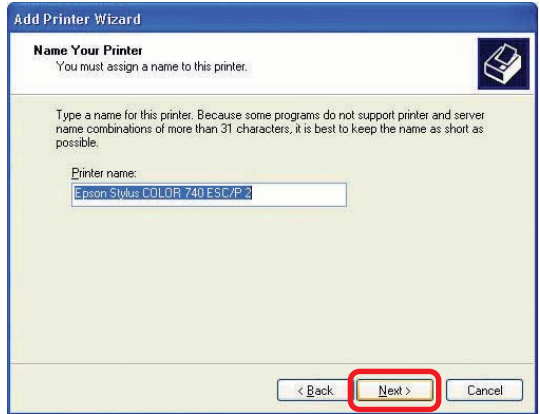 Add Printer Wizard
Name Your Printer
You must assign a name to this printer.
Type a name for this printer. Because some programs do not support printer and server
name combinations of more than 31 characters, it is best to keep the name as short as
possible.
Printer name:
Epson Stylus COLOR 740 ESC/P 2
< Back
Next >
Cancel